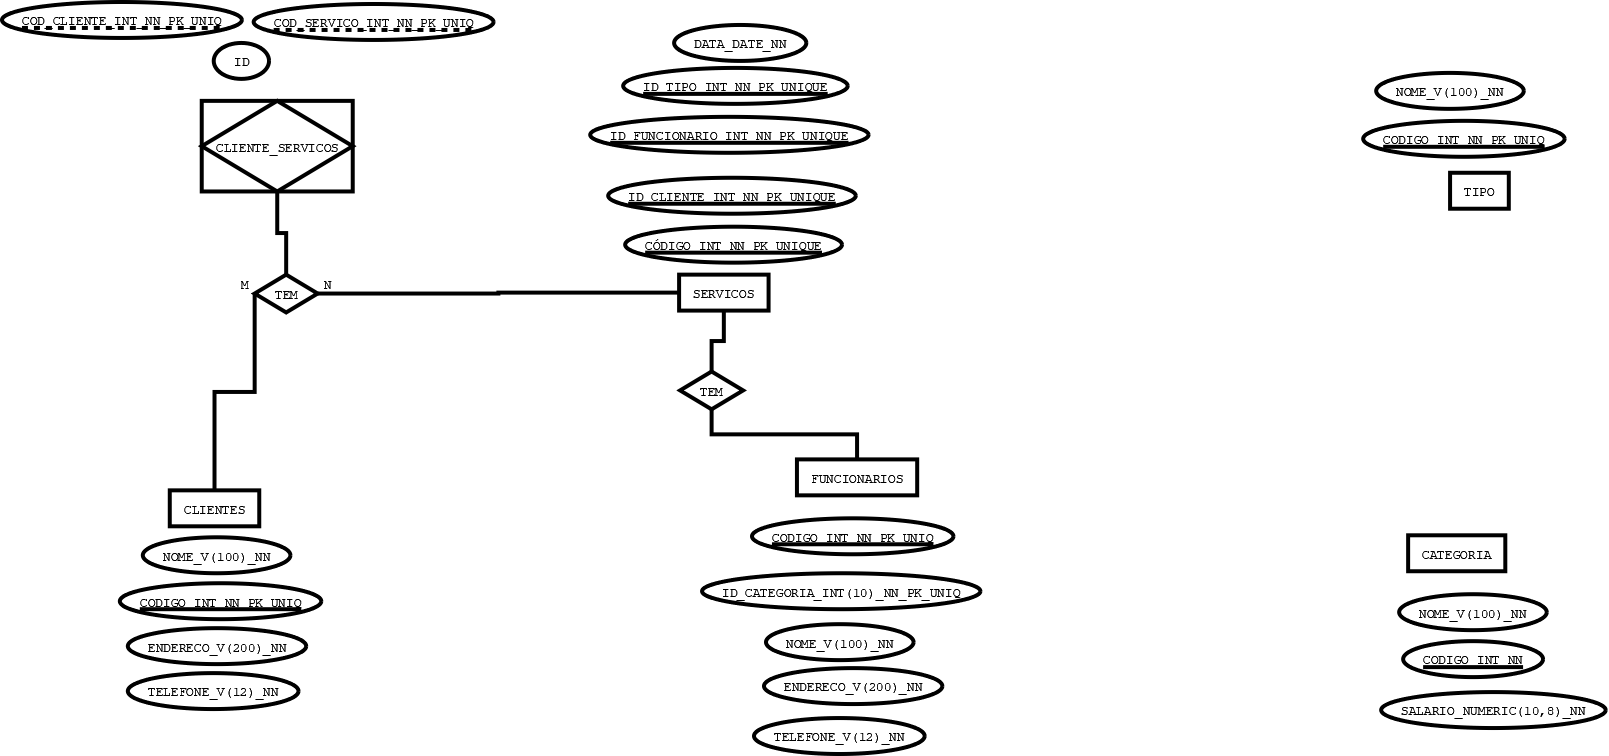 COD_CLIENTE_INT_NN_PK_UNIQ
COD_SERVICO_INT_NN_PK_UNIQ
ID
CLIENTE_SERVICOS
M
TEM
N
CLIENTES
NOME_V(100)_NN
CODIGO_INT_NN_PK_UNIQ
ENDERECO_V(200)_NN
TELEFONE_V(12)_NN
DATA_DATE_NN
ID_TIPO_INT_NN_PK_UNIQUE
ID_FUNCIONARIO_INT_NN_PK_UNIQUE
ID_CLIENTE_INT_NN_PK_UNIQUE
CÓDIGO_INT_NN_PK_UNIQUE
SERVICOS
TEM
FUNCIONARIOS
CODIGO_INT_NN_PK_UNIQ
ID_CATEGORIA_INT(10)_NN_PK_UNIQ
NOME_V(100)_NN
ENDERECO_V(200)_NN
TELEFONE_V(12)_NN
NOME_V(100)_NN
CODIGO_INT_NN_PK_UNIQ
TIPO
CATEGORIA
NOME_V(100)_NN
CODIGO_INT_NN
SALARIO_NUMERIC(10,8)_NN